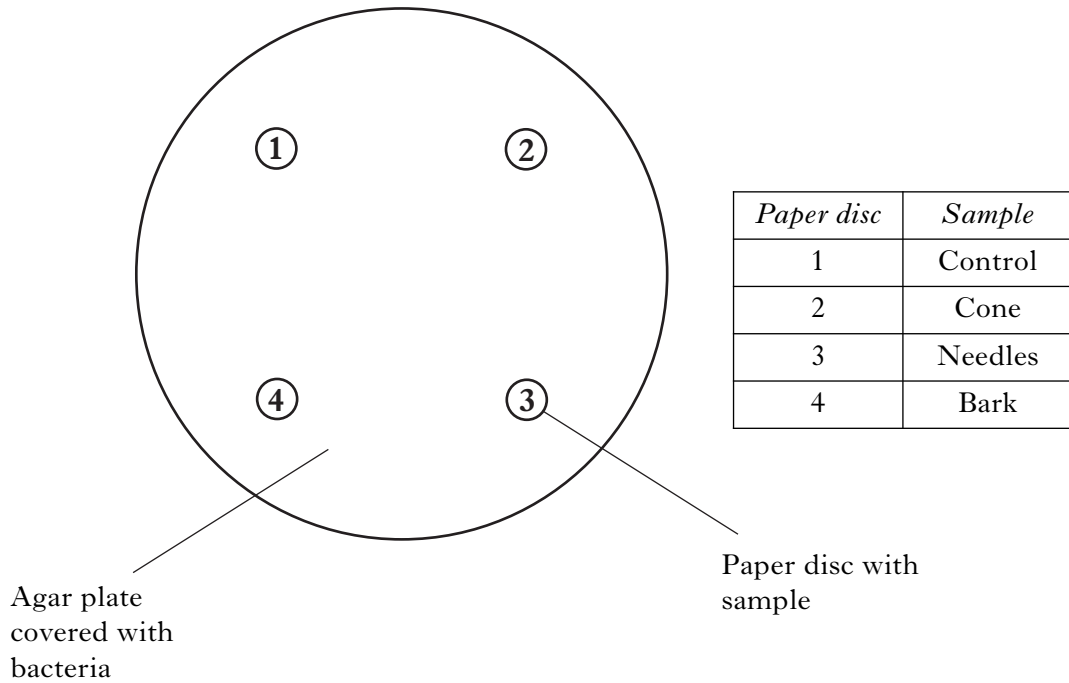 1
2
4
3
Paper disc Sample
1 Control
2 Cone
3 Needles
4 Bark
Agar plate
covered with
bacteria
Paper disc with
sample